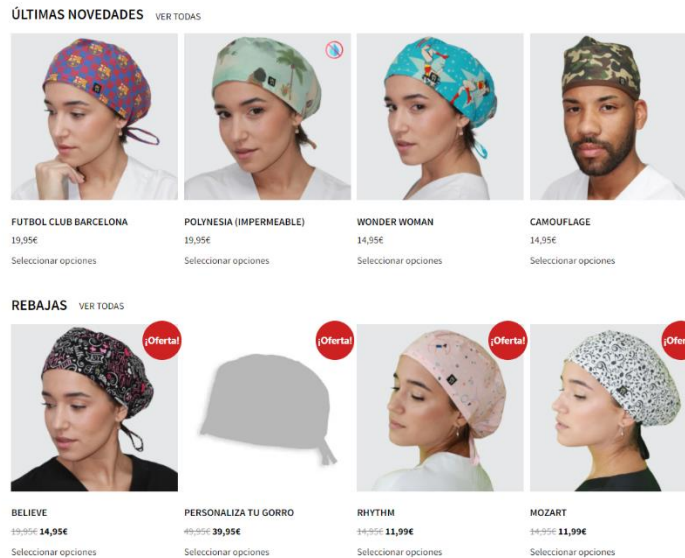 ÚLTIMAS NOVEDADES VER TODAS
FUTBOL CLUB BARCELONA POLYNESIA (IMPERMEABLE) WONDER WOMAN CAMOUFLAGE
19,95€ 19,95€ 14,95€ 14,95€
Seleccionar opciones Seleccionar opciones Seleccionar opciones Seleccionar opciones
REBAJAS VER TODAS
¡Oferta! ¡Oferta! ¡Oferta! ¡Ofer
BELIEVE PERSONALIZA TU GORRO RHYTHM MOZART
19,95€ 14,95€ 49,95€ 39,95€ 14,95€ 11,99€ 14,95€ 11,99€
Seleccionar opciones Seleccionar opciones Seleccionar opciones Seleccionar opciones